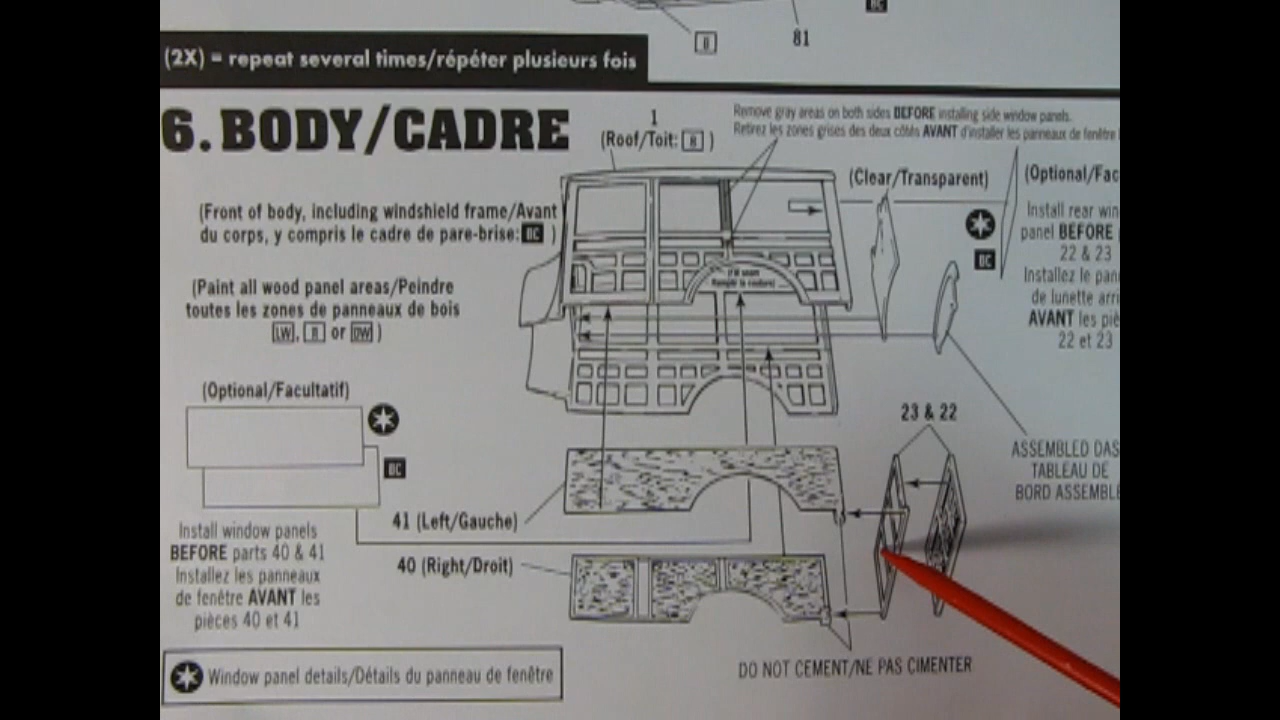 B
81
BC
(2X) = repeat several times/répéter plusieurs fois
6. BODY/CADRE
1
(Roof/Toit: B )
Remove gray areas on both sides BEFORE installing side window panels.
Retirez les zones grises des deux côtés AVANT d'installer les panneaux de fenêtre
(Front of body, including windshield frame/Avant
du corps, y compris le cadre de pare-brise: BC )
(Clear/Transparent)
(Optional/Fac
Install rear win
panel BEFORE
22 & 23
Installez le pan
de lunette arri
AVANT les piè
22 et 23
BC
(Paint all wood panel areas/Peindre
toutes les zones de panneaux de bois
LW, B or DW )
(Optional/Facultatif)
BC
23 & 22
ASSEMBLED DAS
TABLEAU DE
BORD ASSEMBLÉ
41 (Left/Gauche)
40 (Right/Droit)
Install window panels
BEFORE parts 40 & 41
Installez les panneaux
de fenêtre AVANT les
pièces 40 et 41
DO NOT CEMENT/NE PAS CIMENTER
Window panel details/Détails du panneau de fenêtre